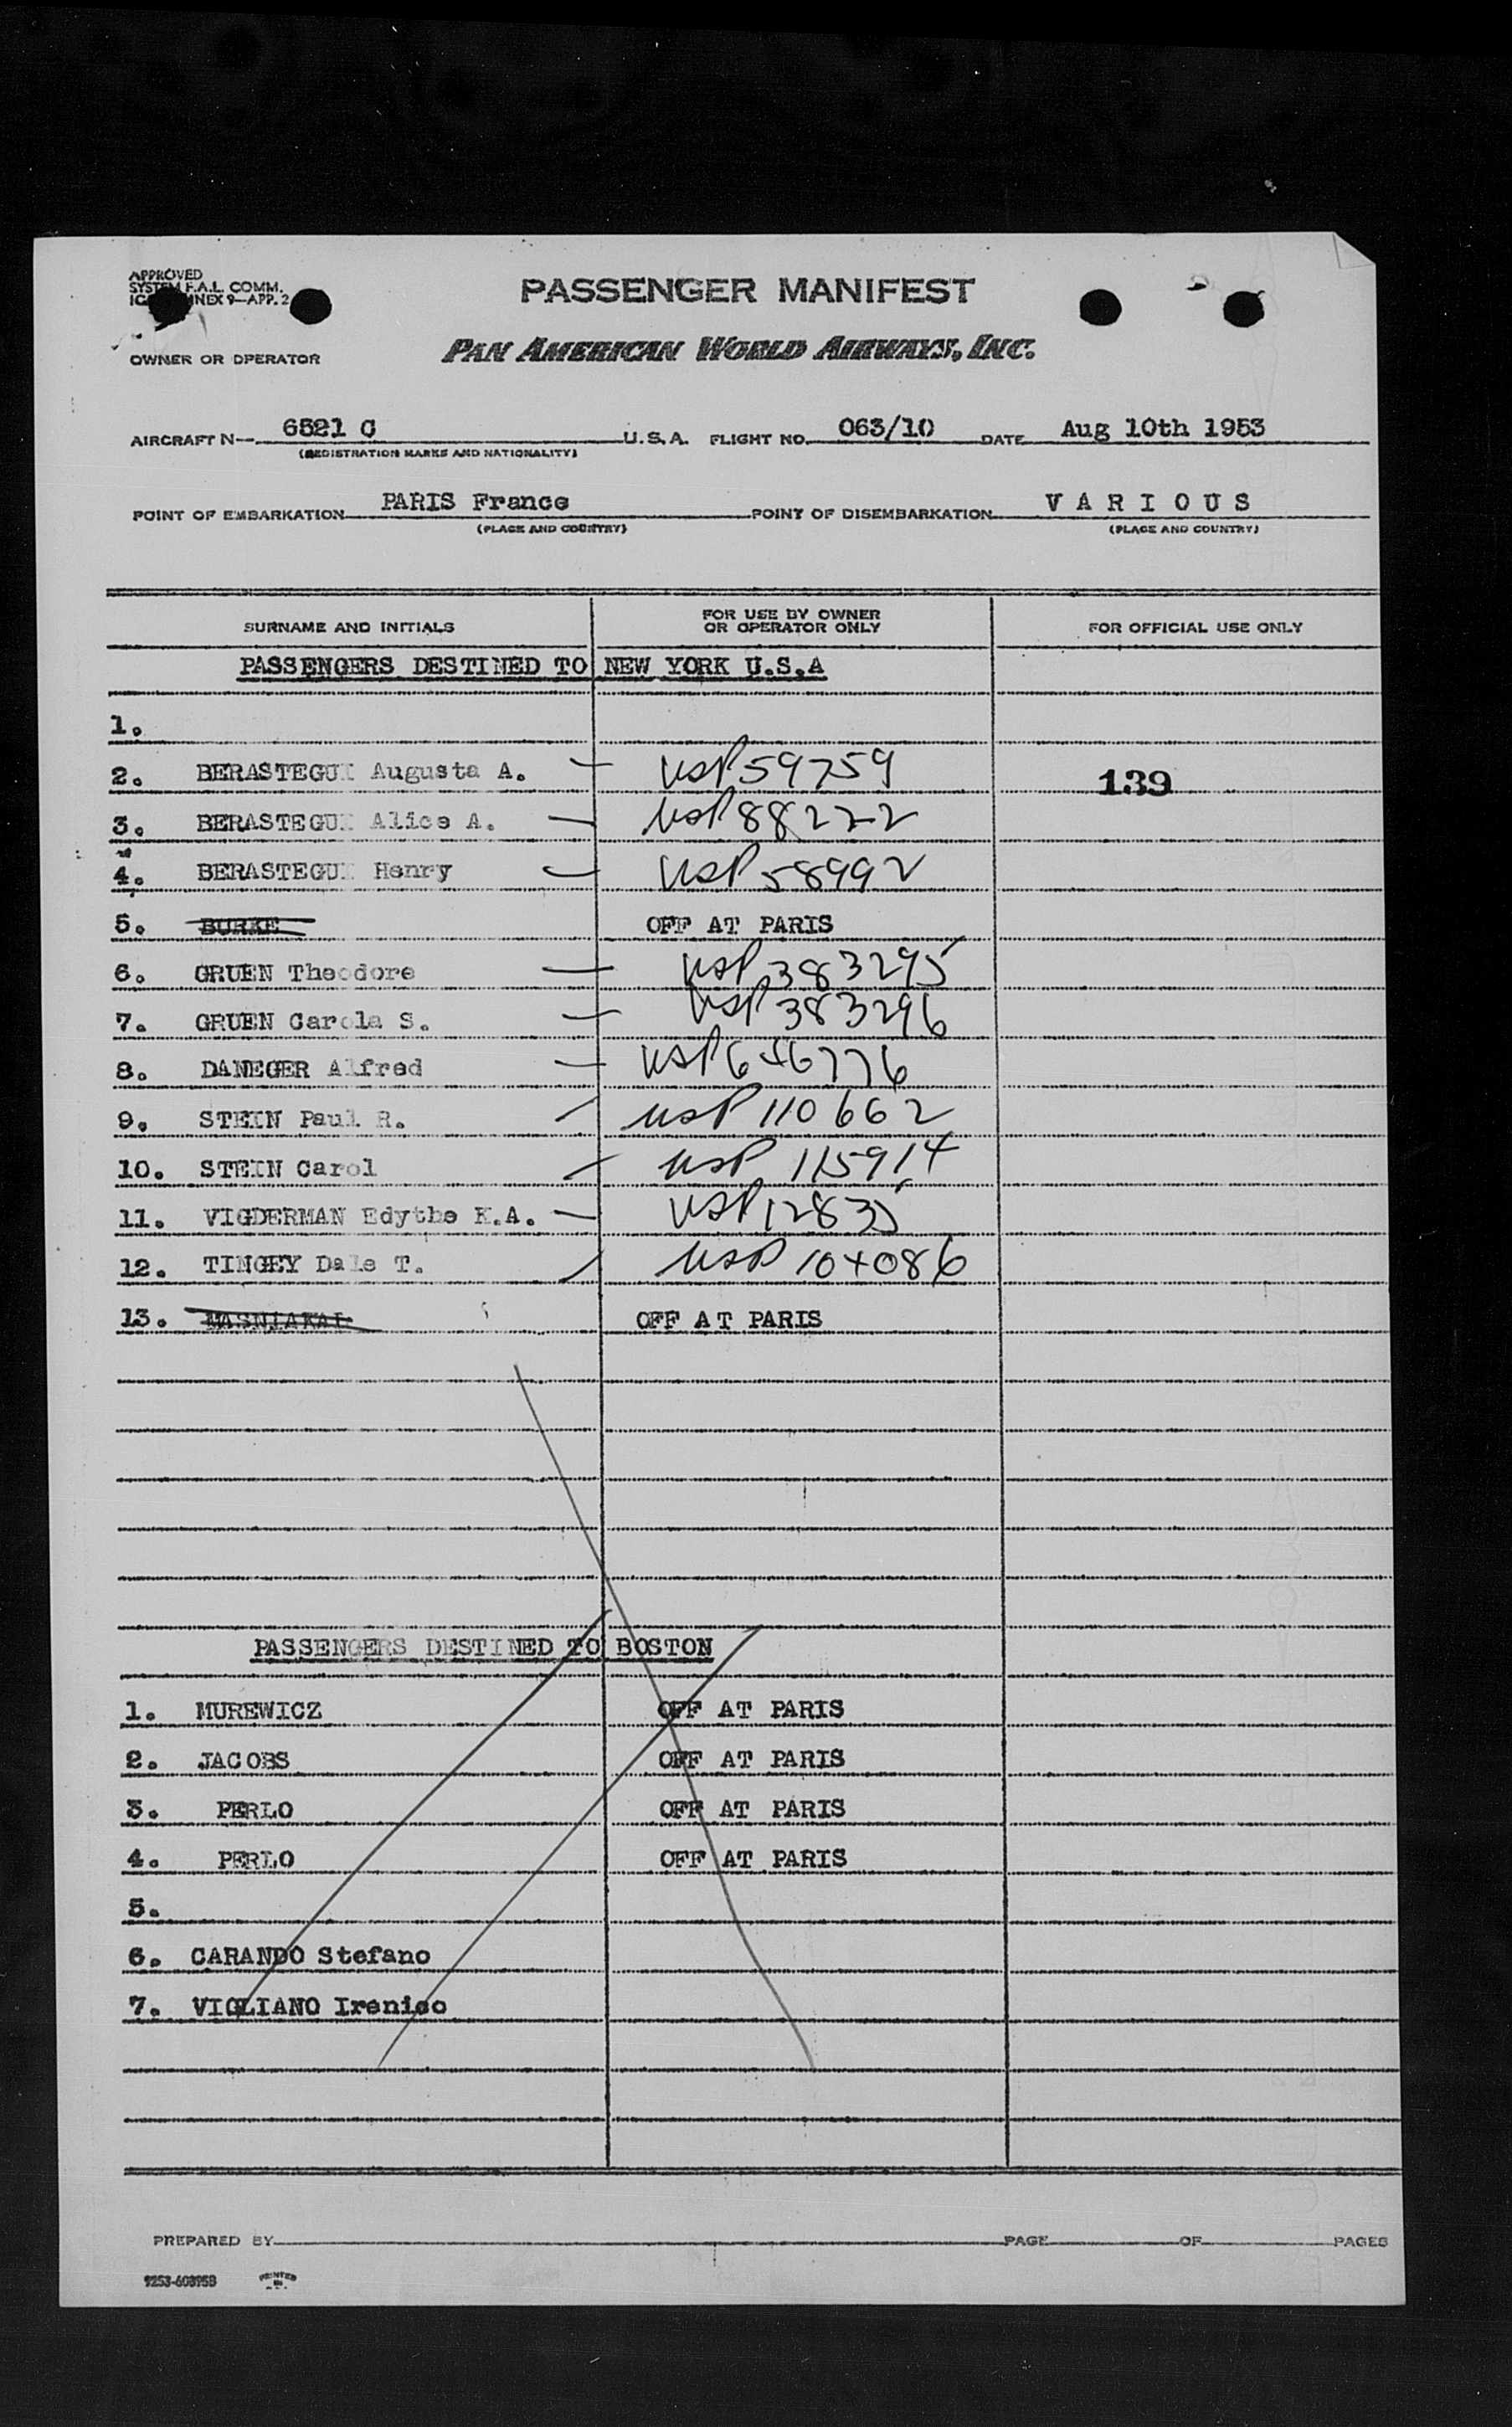 APPROVED
SYSTEM F.A.L. COMM.
ANNEX 9—APP. 2
PASSENGER MANIFEST
OWNER OR OPERATOR
PAN AMERICAN WORLD AIRWAYS, INC.
AIRCRAFT N— 6521 C U.S.A. FLIGHT NO. 063/10 DATE Aug 10th 1953
(REGISTRATION MARKS AND NATIONALITY)
POINT OF EMBARKATION PARIS France POINT OF DISEMBARKATION V A R I O U S
(PLACE AND COUNTRY) (PLACE AND COUNTRY)
SURNAME AND INITIALS FOR USE BY OWNER OR OPERATOR ONLY FOR OFFICIAL USE ONLY
PASSENGERS DESTINED TO NEW YORK U.S.A
1.
2. BERASTEGUI Augusta A. — USP 59759 139
3. BERASTEGUI Alice A. — USP 88222
4. BERASTEGUI Henry — USP 58992
5. BURKE OFF AT PARIS
6. GRUEN Theodore — USP 383295
7. GRUEN Carola S. — USP 383296
8. DANEGER Alfred — USP 646776
9. STEIN Paul R. — USP 110662
10. STEIN Carol — USP 115914
11. VIGDERMAN Edythe K.A. — USP 12835
12. TINGEY Dale T. — USP 104086
13. OFF AT PARIS
PASSENGERS DESTINED TO BOSTON
1. MUREWICZ OFF AT PARIS
2. JACOBS OFF AT PARIS
3. PERLO OFF AT PARIS
4. PERLO OFF AT PARIS
5.
6. CARANDO Stefano
7. VIGLIANO Irenico
PREPARED BY PAGE OF PAGES
9253-60895B PRINTED